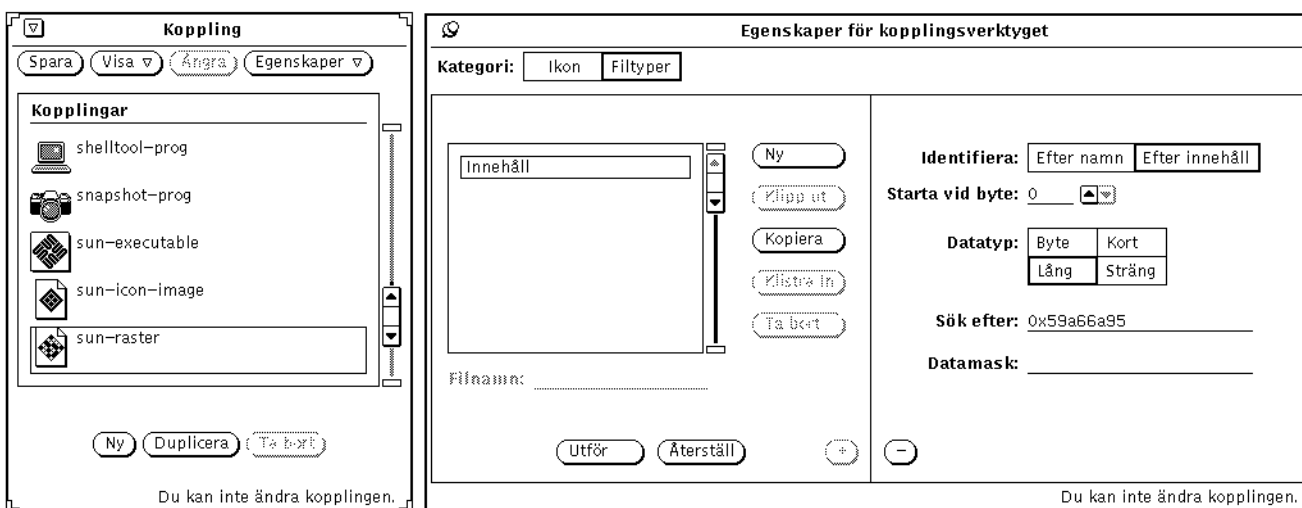 Koppling
Spara Visa Ångra Egenskaper
Kopplingar
shelltool-prog
snapshot-prog
sun-executable
sun-icon-image
sun-raster
Ny Duplicera Ta bort
Du kan inte ändra kopplingen.
Egenskaper för kopplingsverktyget
Kategori: Ikon Filtyper
Innehåll
Ny
Klipp ut
Kopiera
Klistra in
Ta bort
Filnamn:
Utför Återställ +
Identifiera: Efter namn Efter innehåll
Starta vid byte: 0
Datatyp: Byte Kort
Lång Sträng
Sök efter: 0x59a66a95
Datamask:
−
Du kan inte ändra kopplingen.